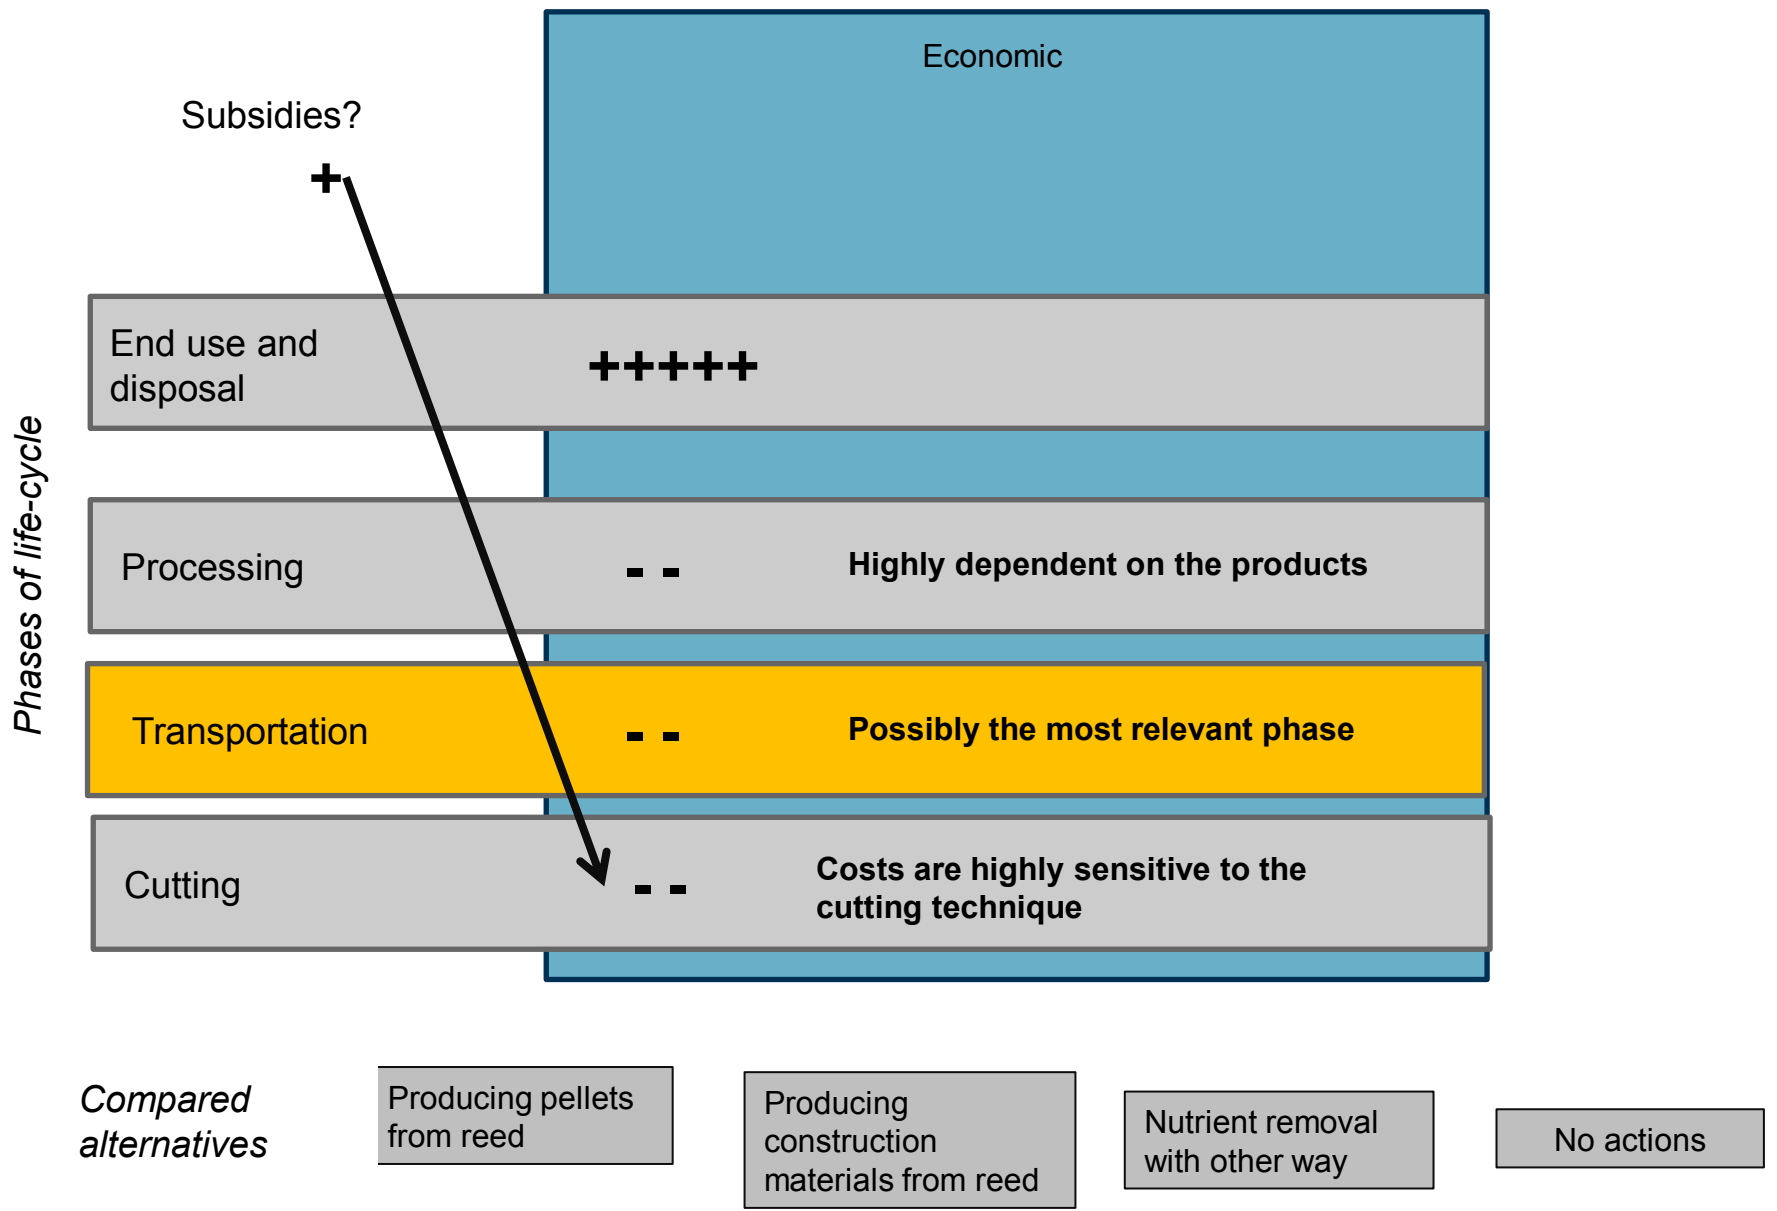 Economic
Subsidies?
+
End use and
disposal
+++++
Phases of life-cycle
Processing
- -
Highly dependent on the products
Transportation
- -
Possibly the most relevant phase
Cutting
- -
Costs are highly sensitive to the
cutting technique
Compared
alternatives
Producing pellets
from reed
Producing
construction
materials from reed
Nutrient removal
with other way
No actions